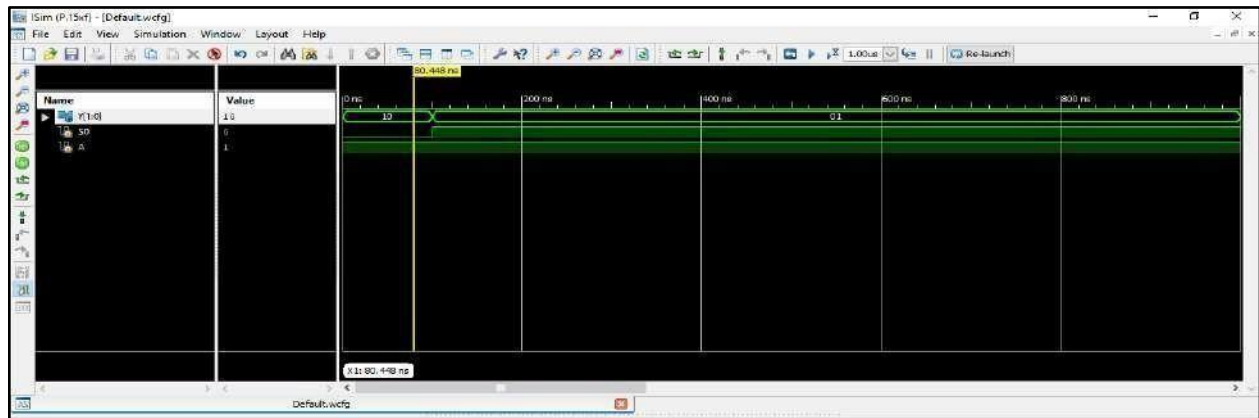 ISim (P.15xf) - [Default.wcfg]
File Edit View Simulation Window Layout Help
1.00us Re-launch
80.448 ns
Name Value 0 ns 200 ns 400 ns 600 ns 800 ns
Y[1:0] 10 10 01
S0 0
A 1
X1: 80.448 ns
Default.wcfg